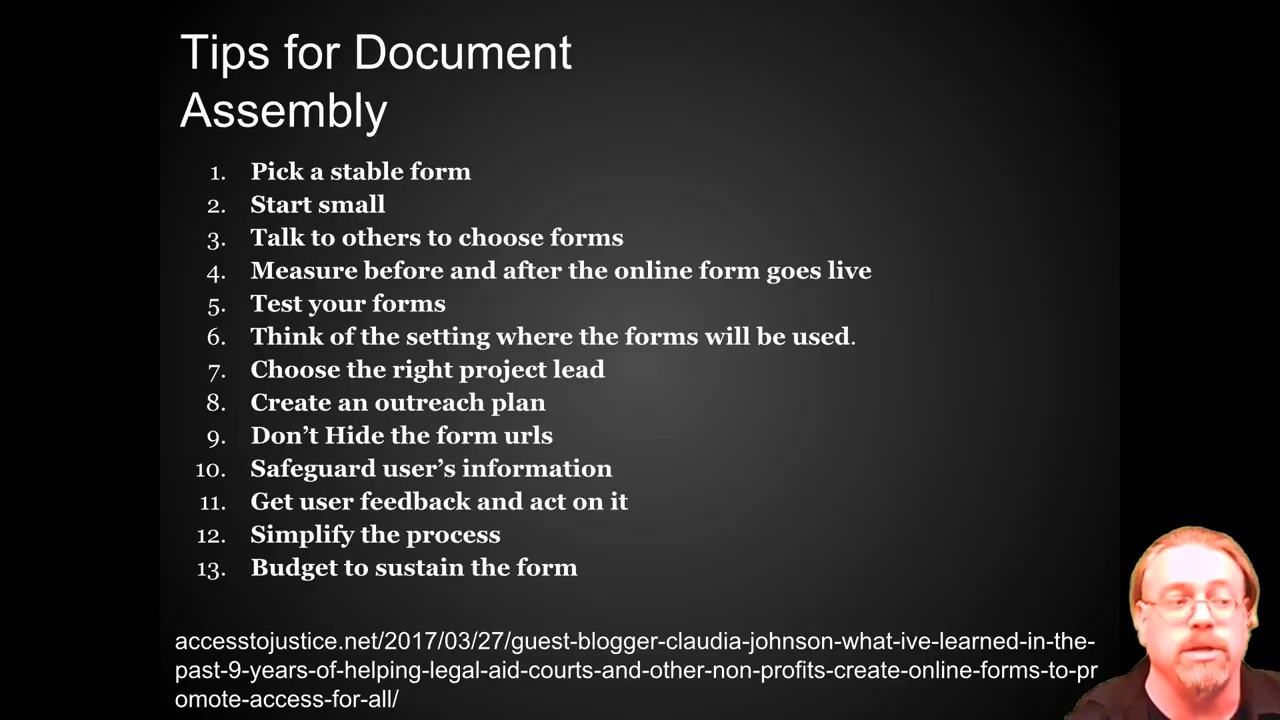 Tips for Document
Assembly
1. Pick a stable form
2. Start small
3. Talk to others to choose forms
4. Measure before and after the online form goes live
5. Test your forms
6. Think of the setting where the forms will be used.
7. Choose the right project lead
8. Create an outreach plan
9. Don’t Hide the form urls
10. Safeguard user’s information
11. Get user feedback and act on it
12. Simplify the process
13. Budget to sustain the form
accesstojustice.net/2017/03/27/guest-blogger-claudia-johnson-what-ive-learned-in-the-
past-9-years-of-helping-legal-aid-courts-and-other-non-profits-create-online-forms-to-pr
omote-access-for-all/